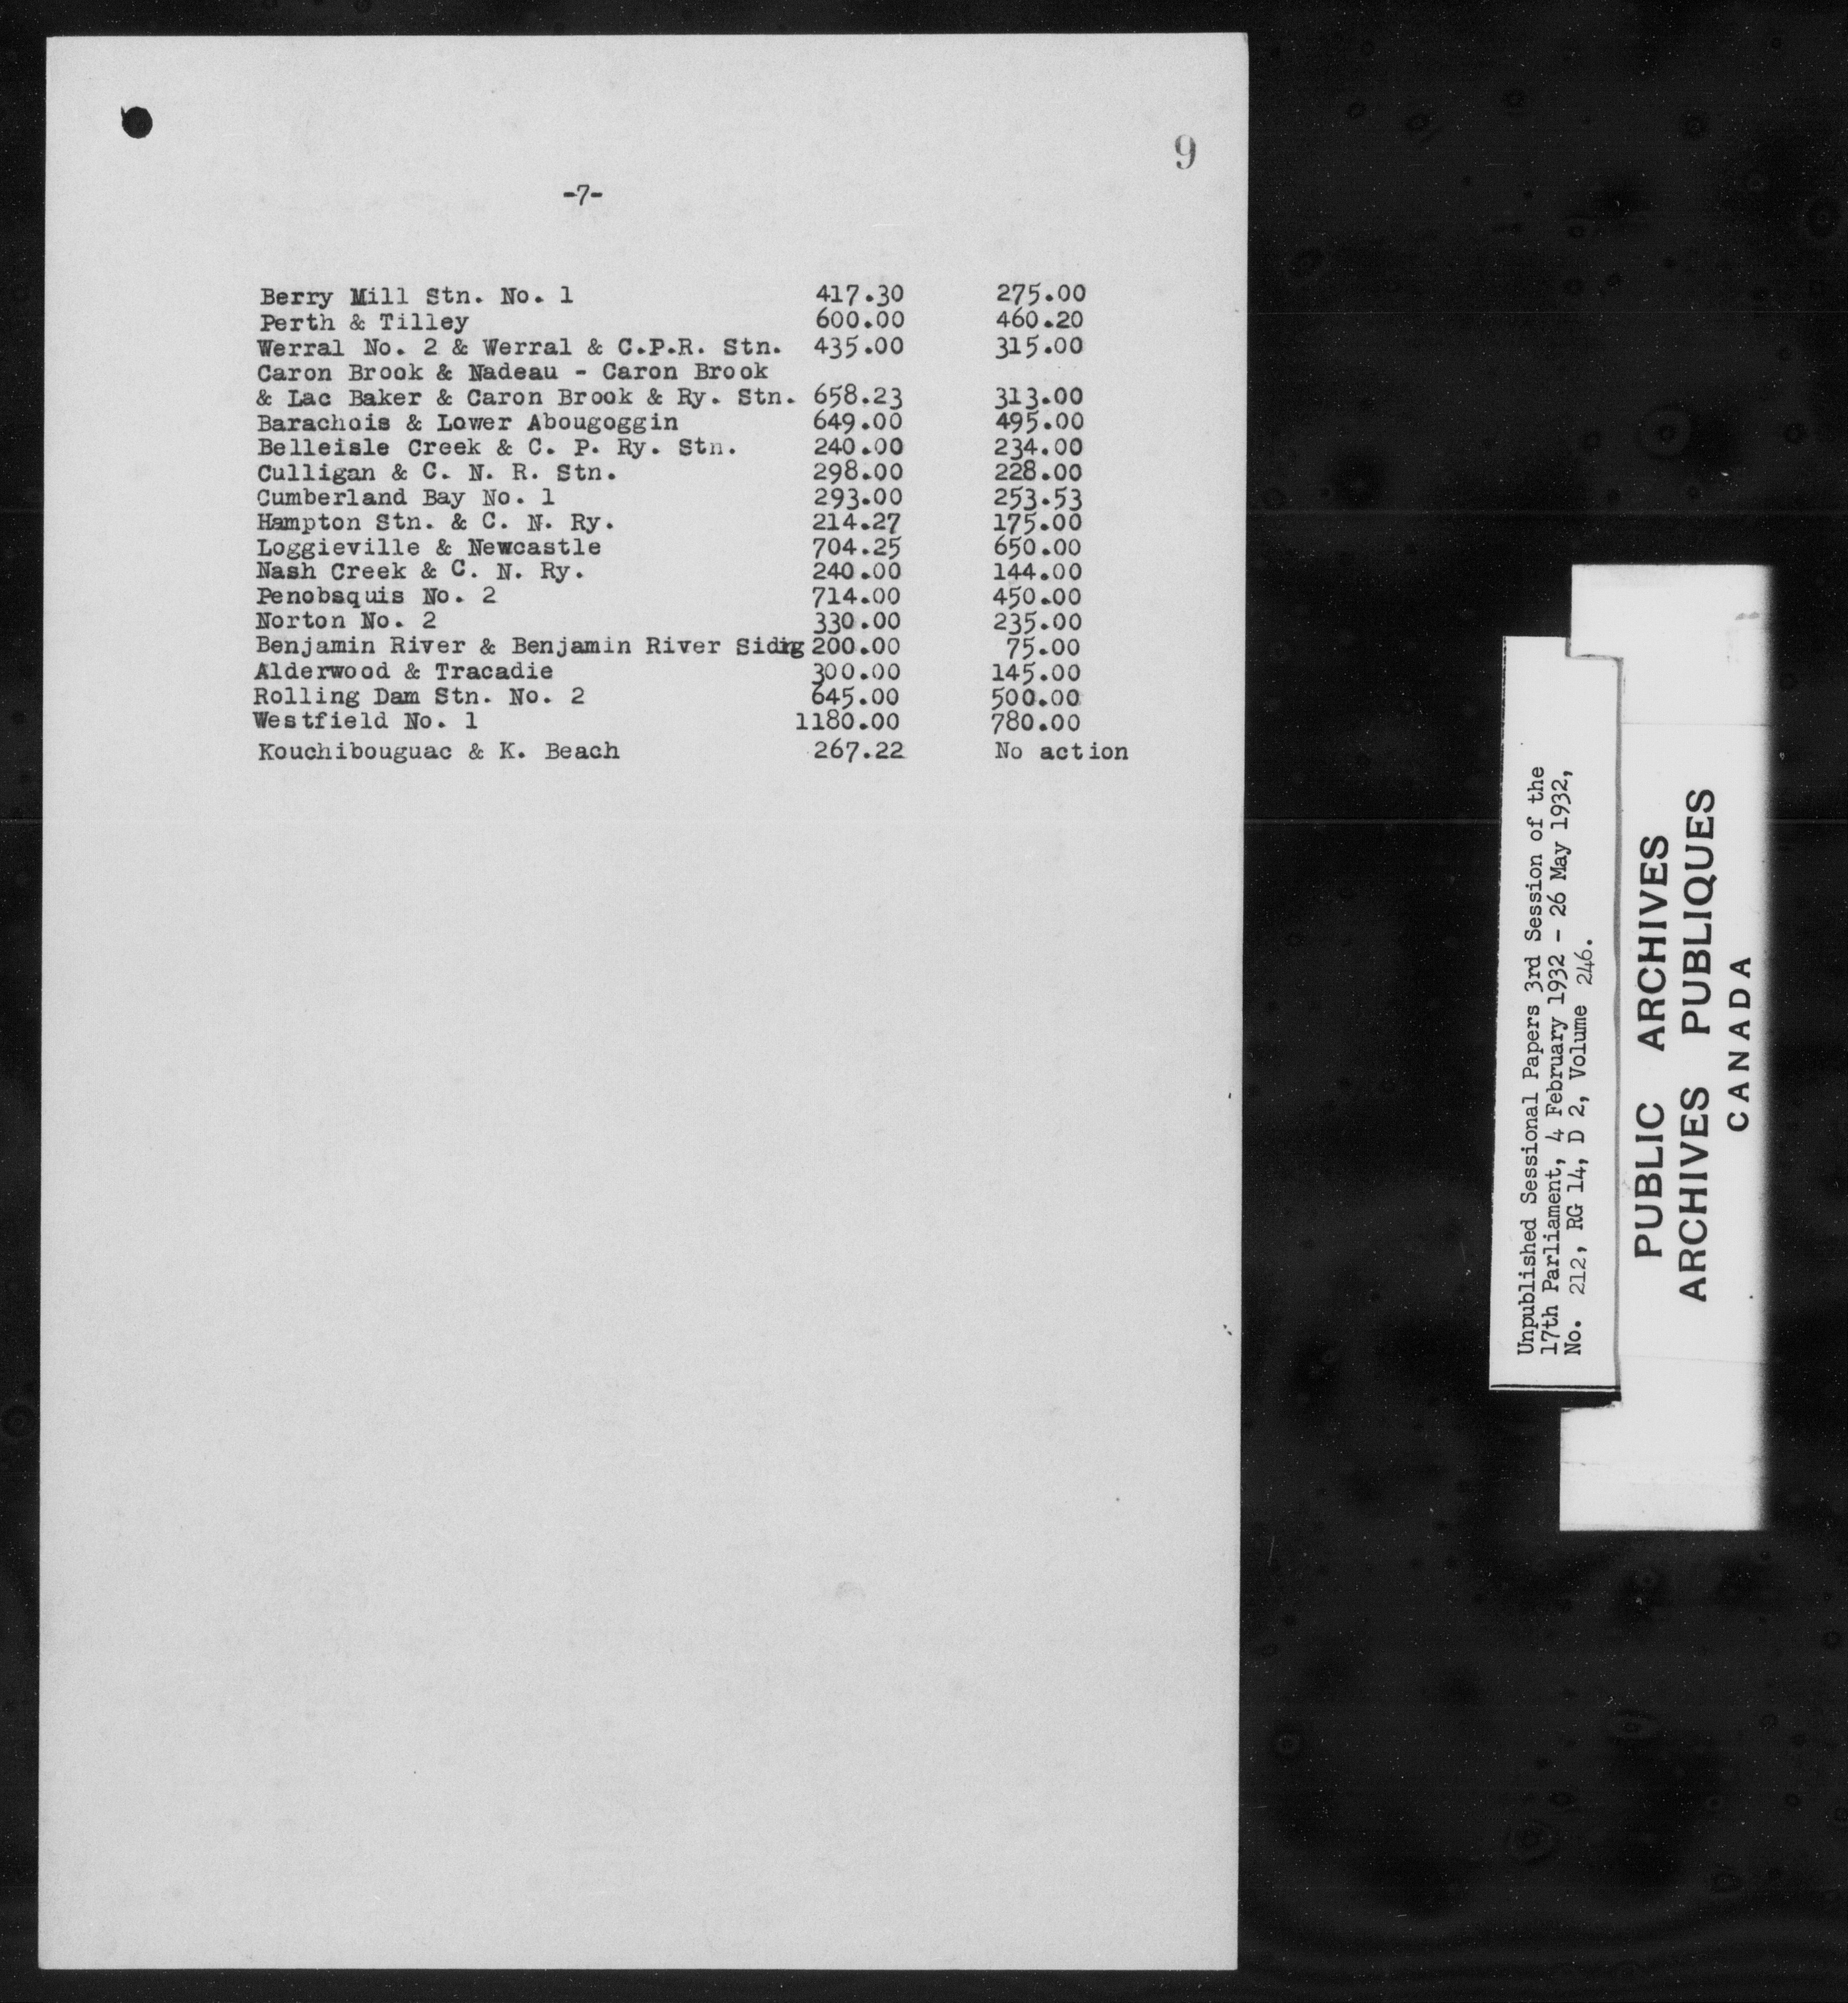 9
-7-
Berry Mill Stn. No. 1 417.30 275.00
Perth & Tilley 600.00 460.20
Werral No. 2 & Werral & C.P.R. Stn. 435.00 315.00
Caron Brook & Nadeau - Caron Brook
& Lac Baker & Caron Brook & Ry. Stn. 658.23 313.00
Barachois & Lower Abougoggin 649.00 495.00
Belleisle Creek & C. P. Ry. Stn. 240.00 234.00
Culligan & C. N. R. Stn. 298.00 228.00
Cumberland Bay No. 1 293.00 253.53
Hampton Stn. & C. N. Ry. 214.27 175.00
Loggieville & Newcastle 704.25 650.00
Nash Creek & C. N. Ry. 240.00 144.00
Penobsquis No. 2 714.00 450.00
Norton No. 2 330.00 235.00
Benjamin River & Benjamin River Siding 200.00 75.00
Alderwood & Tracadie 300.00 145.00
Rolling Dam Stn. No. 2 645.00 500.00
Westfield No. 1 1180.00 780.00
Kouchibouguac & K. Beach 267.22 No action
Unpublished Sessional Papers 3rd Session of the
17th Parliament, 4 February 1932 - 26 May 1932,
No. 212, RG 14, D 2, Volume 246.
PUBLIC ARCHIVES
ARCHIVES PUBLIQUES
CANADA